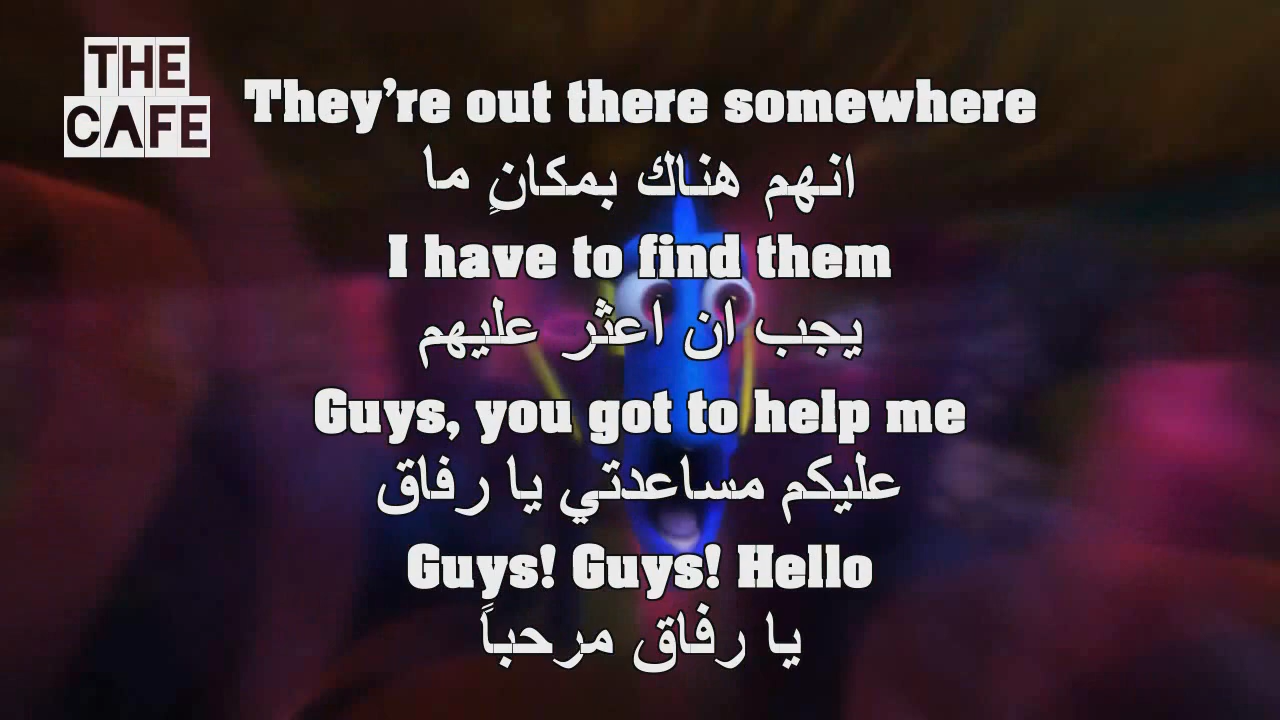 THE
CAFE
They're out there somewhere
انهم هناك بمكانٍ ما
I have to find them
يجب ان اعثر عليهم
Guys, you got to help me
عليكم مساعدتي يا رفاق
Guys! Guys! Hello
يا رفاق مرحباً